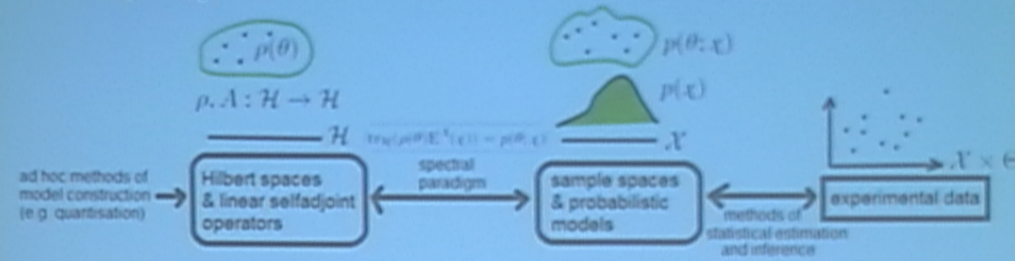 ρ(θ)
p(θ; χ)
ρ, A : H → H
p(χ)
H
tr_H(ρ(θ)E^X(χ)) = p(θ; χ)
X
X × Θ
ad hoc methods of
model construction
(e.g. quantisation)
Hilbert spaces
& linear selfadjoint
operators
spectral
paradigm
sample spaces
& probabilistic
models
methods of
statistical estimation
and inference
experimental data